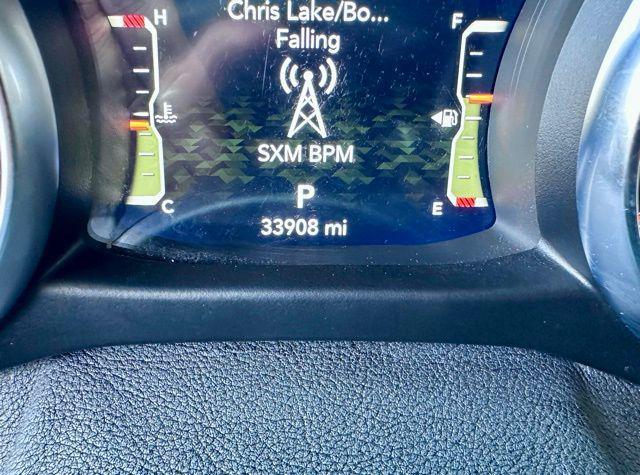 Chris Lake/Bo...
Falling
H
F
SXM BPM
P
C
E
33908 mi